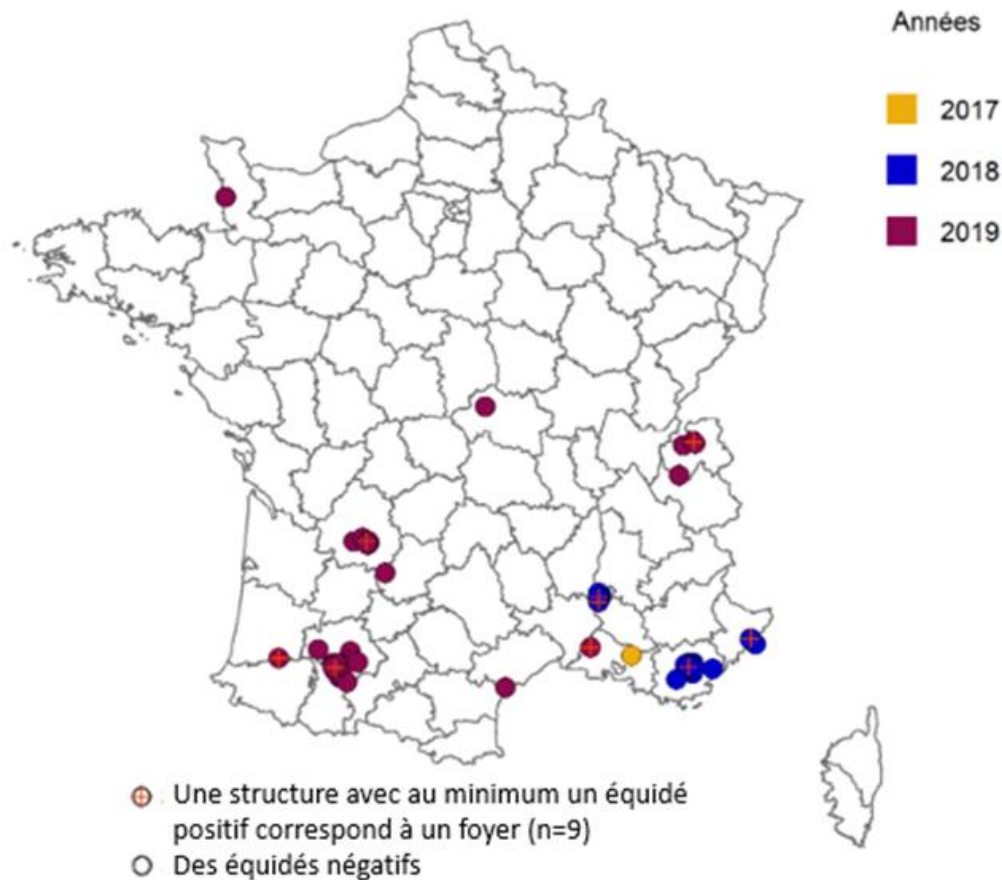 Années
2017
2018
2019
Une structure avec au minimum un équidé
positif correspond à un foyer (n=9)
Des équidés négatifs